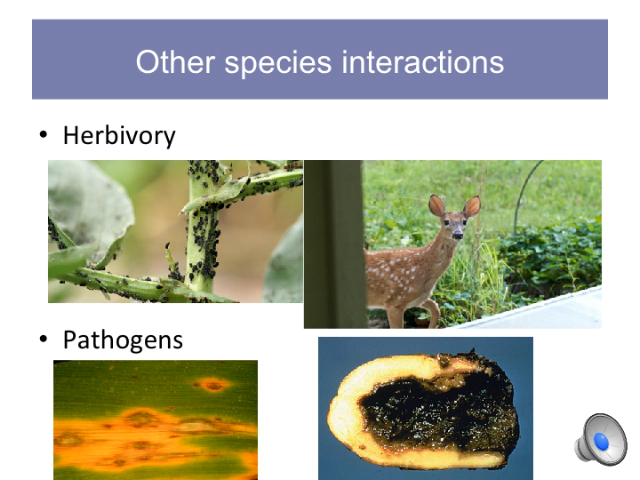 Other species interactions
• Herbivory
• Pathogens